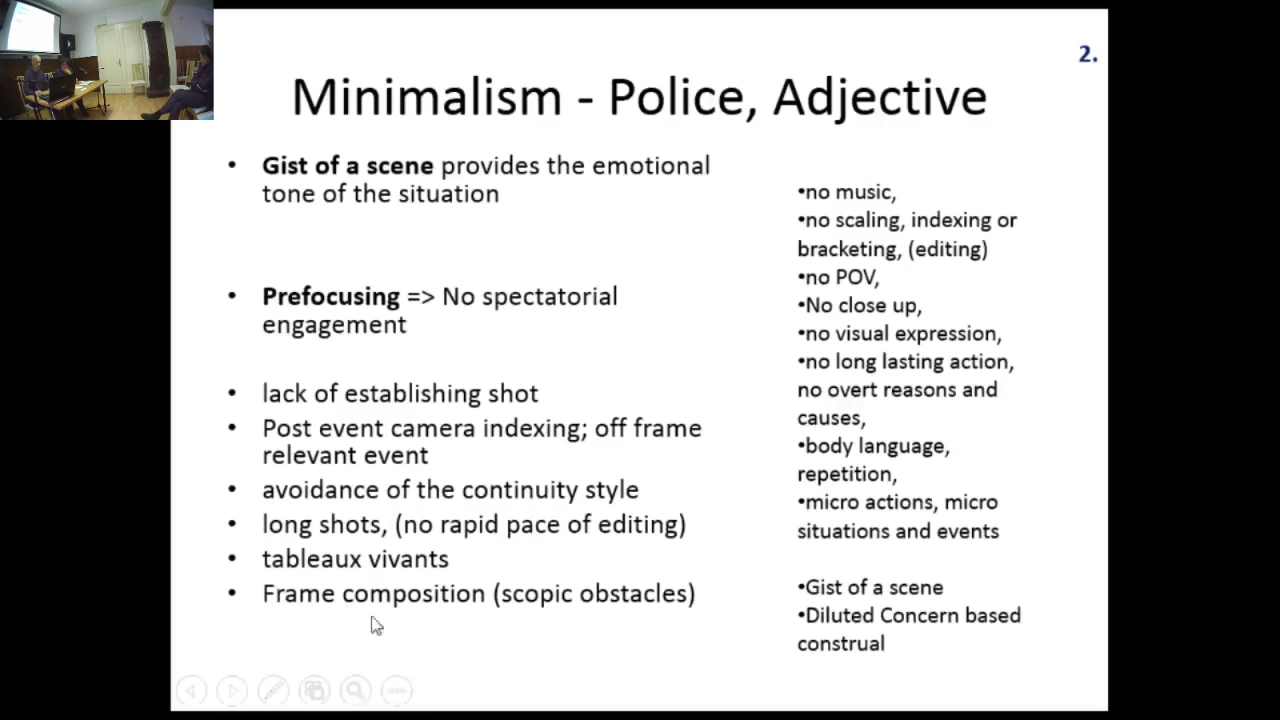 2.
Minimalism - Police, Adjective
• Gist of a scene provides the emotional
tone of the situation
• Prefocusing => No spectatorial
engagement
• lack of establishing shot
• Post event camera indexing; off frame
relevant event
• avoidance of the continuity style
• long shots, (no rapid pace of editing)
• tableaux vivants
• Frame composition (scopic obstacles)
•no music,
•no scaling, indexing or
bracketing, (editing)
•no POV,
•No close up,
•no visual expression,
•no long lasting action,
no overt reasons and
causes,
•body language,
repetition,
•micro actions, micro
situations and events
•Gist of a scene
•Diluted Concern based
construal